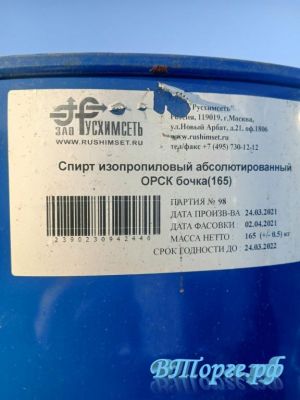 ЗАО РУСХИМСЕТЬ
WWW.RUSHIMSET.RU
"Русхимсеть"
Россия, 119019, г.Москва,
ул.Новый Арбат, д.21. оф.1806
тел/факс +7 (495) 730-12-12
Спирт изопропиловый абсолютированный
ОРСК бочка(165)
ПАРТИЯ № 98
ДАТА ПРОИЗВ-ВА 24.03.2021
ДАТА ФАСОВКИ : 02.04.2021
МАССА НЕТТО : 165 (+/- 0.5) кг
СРОК ГОДНОСТИ ДО : 24.03.2022
2390230942440
ВТорге.рф